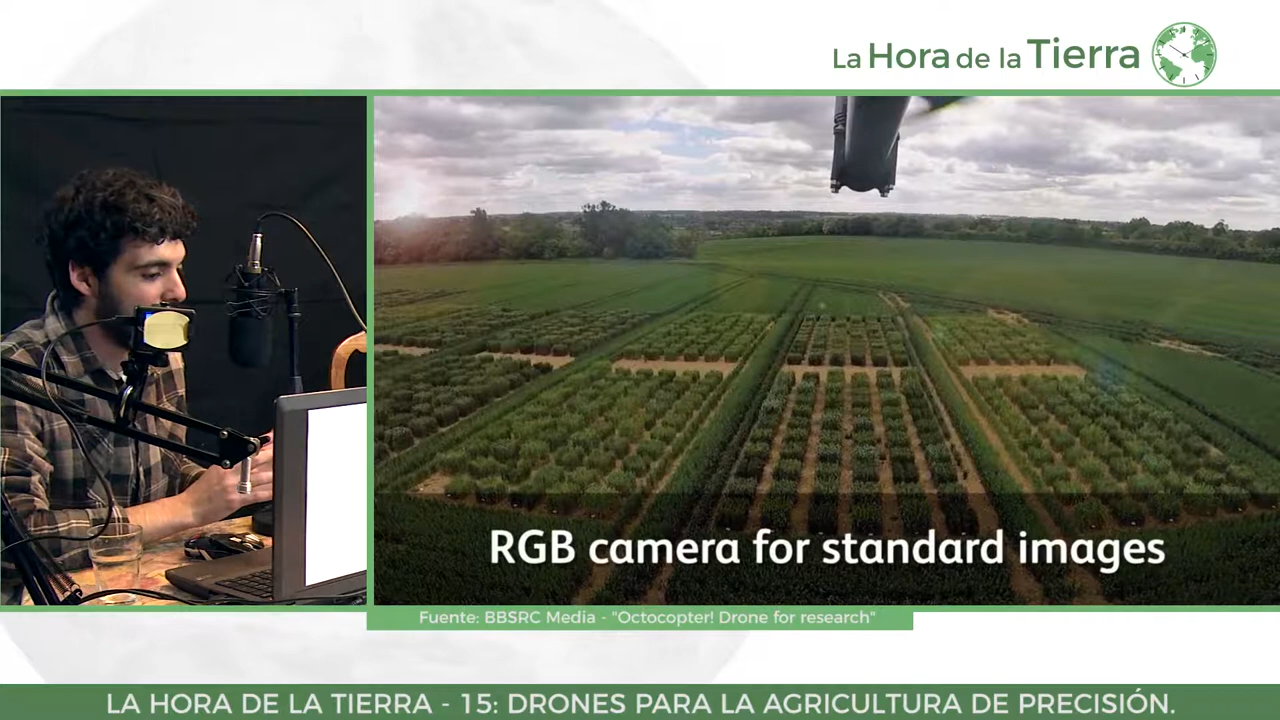 La Hora de la Tierra
RGB camera for standard images
Fuente: BBSRC Media - "Octocopter! Drone for research"
LA HORA DE LA TIERRA - 15: DRONES PARA LA AGRICULTURA DE PRECISIÓN.